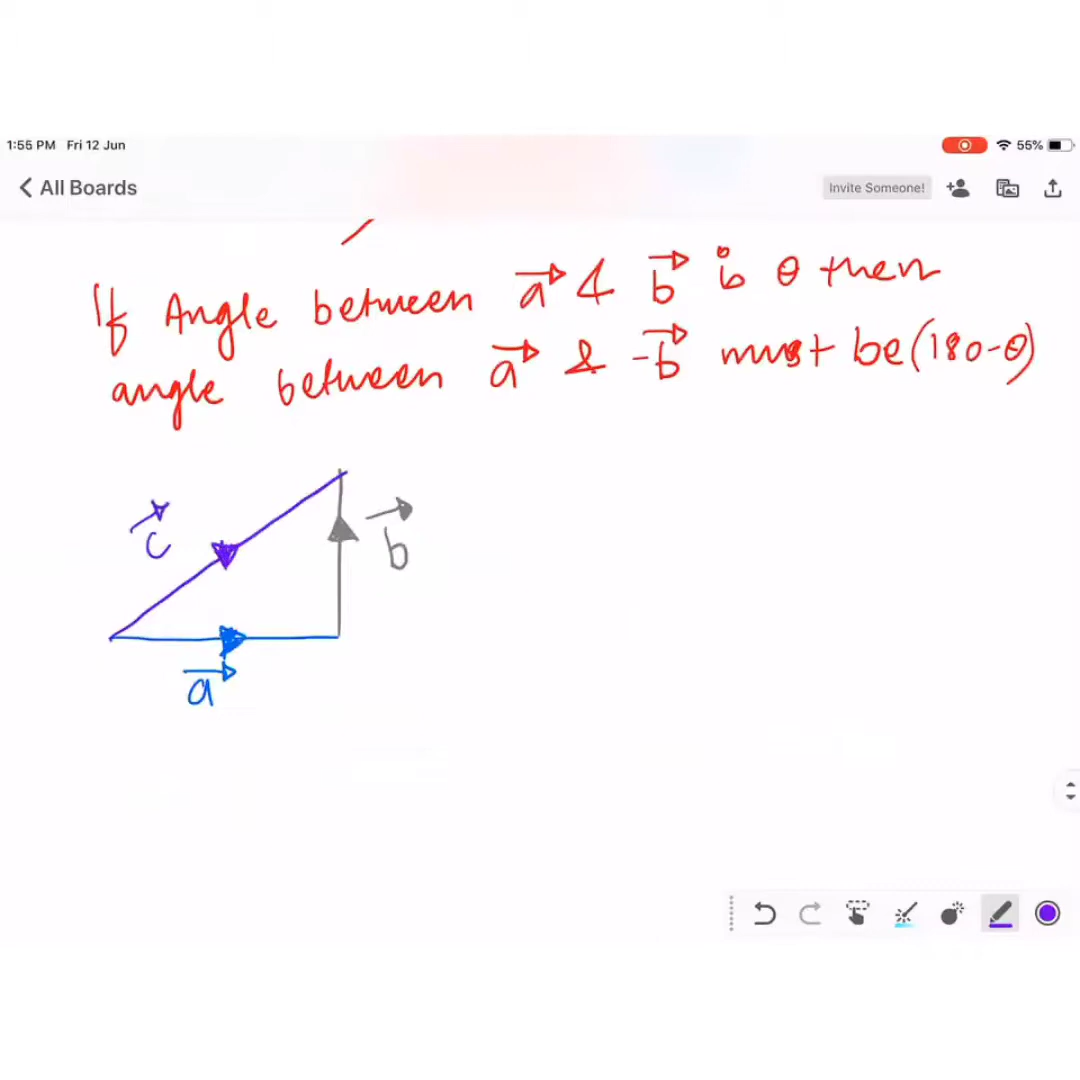 1:55 PM Fri 12 Jun
55%
All Boards
Invite Someone!
If Angle between a⃗ & b⃗ is θ then
angle between a⃗ & -b⃗ must be (180-θ)
c⃗
b⃗
a⃗